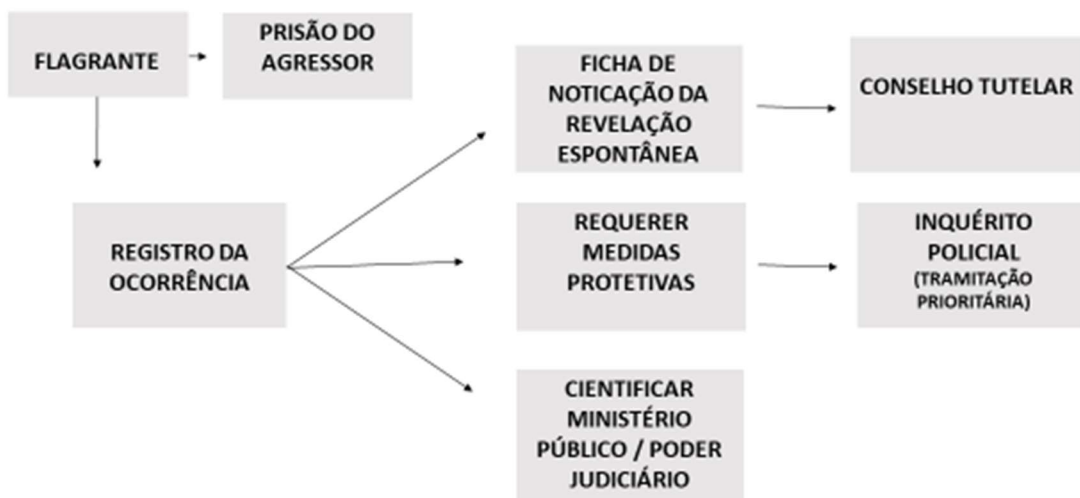 FLAGRANTE
PRISÃO DO
AGRESSOR
FICHA DE
NOTICAÇÃO DA
REVELAÇÃO
ESPONTÂNEA
CONSELHO TUTELAR
REGISTRO DA
OCORRÊNCIA
REQUERER
MEDIDAS
PROTETIVAS
INQUÉRITO
POLICIAL
(TRAMITAÇÃO
PRIORITÁRIA)
CIENTIFICAR
MINISTÉRIO
PÚBLICO / PODER
JUDICIÁRIO